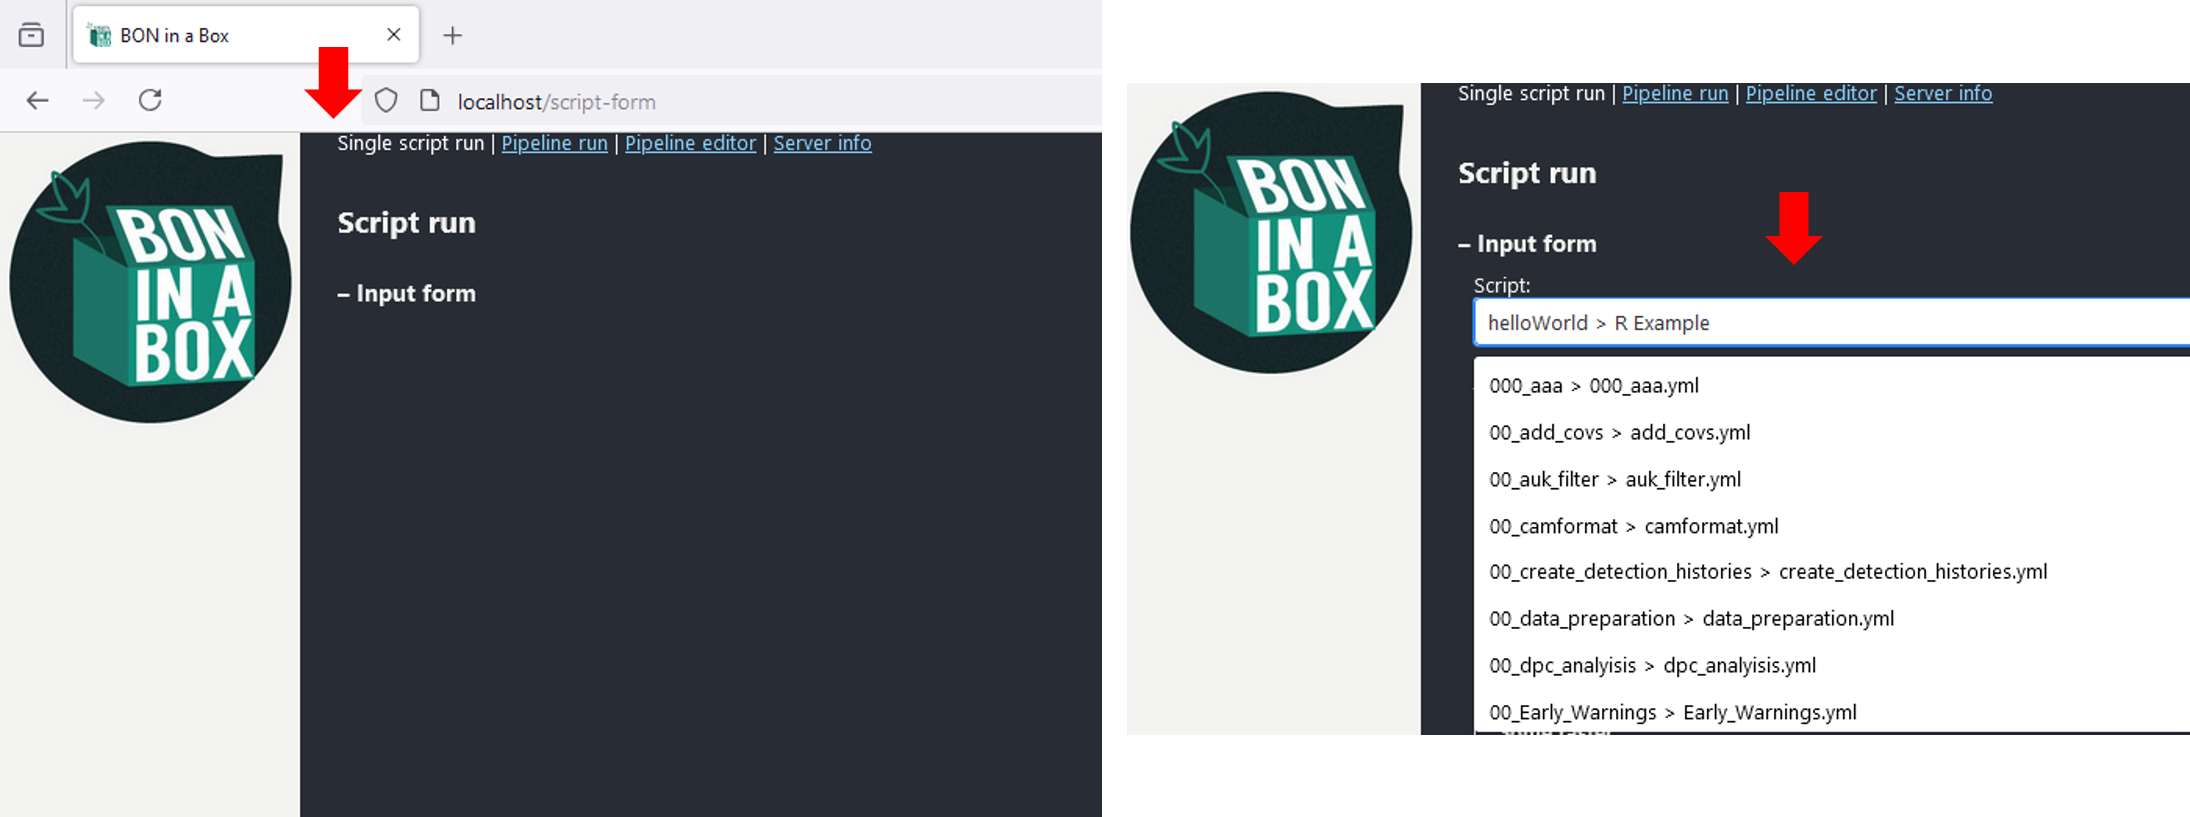 BON in a Box
localhost/script-form
Single script run | Pipeline run | Pipeline editor | Server info
BON
IN A
BOX
Script run
– Input form
Single script run | Pipeline run | Pipeline editor | Server info
BON
IN A
BOX
Script run
– Input form
Script:
helloWorld > R Example
000_aaa > 000_aaa.yml
00_add_covs > add_covs.yml
00_auk_filter > auk_filter.yml
00_camformat > camformat.yml
00_create_detection_histories > create_detection_histories.yml
00_data_preparation > data_preparation.yml
00_dpc_analyisis > dpc_analyisis.yml
00_Early_Warnings > Early_Warnings.yml